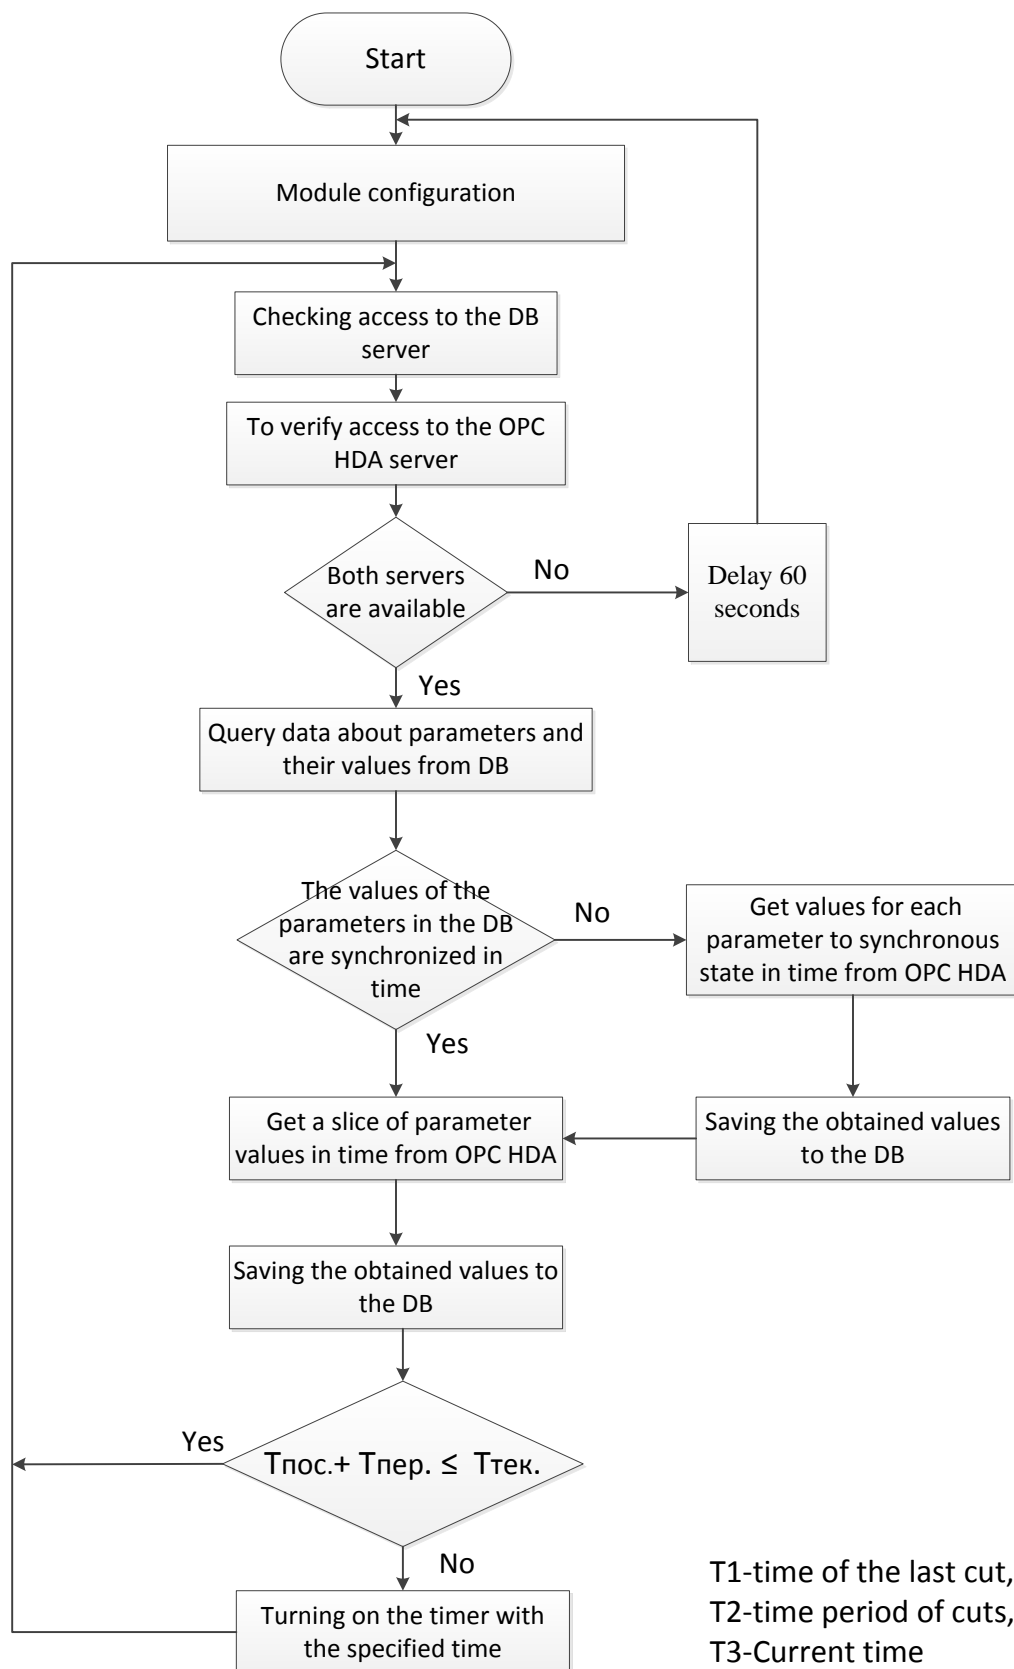 Start
Module configuration
Checking access to the DB
server
To verify access to the OPC
HDA server
Both servers
are available
No
Delay 60
seconds
Yes
Query data about parameters and
their values from DB
The values of the
parameters in the DB
are synchronized in
time
No
Get values for each
parameter to synchronous
state in time from OPC HDA
Yes
Get a slice of parameter
values in time from OPC HDA
Saving the obtained values
to the DB
Saving the obtained values to
the DB
Yes
Тпос.+ Тпер. ≤ Ттек.
No
Turning on the timer with
the specified time
T1-time of the last cut,
T2-time period of cuts,
T3-Current time